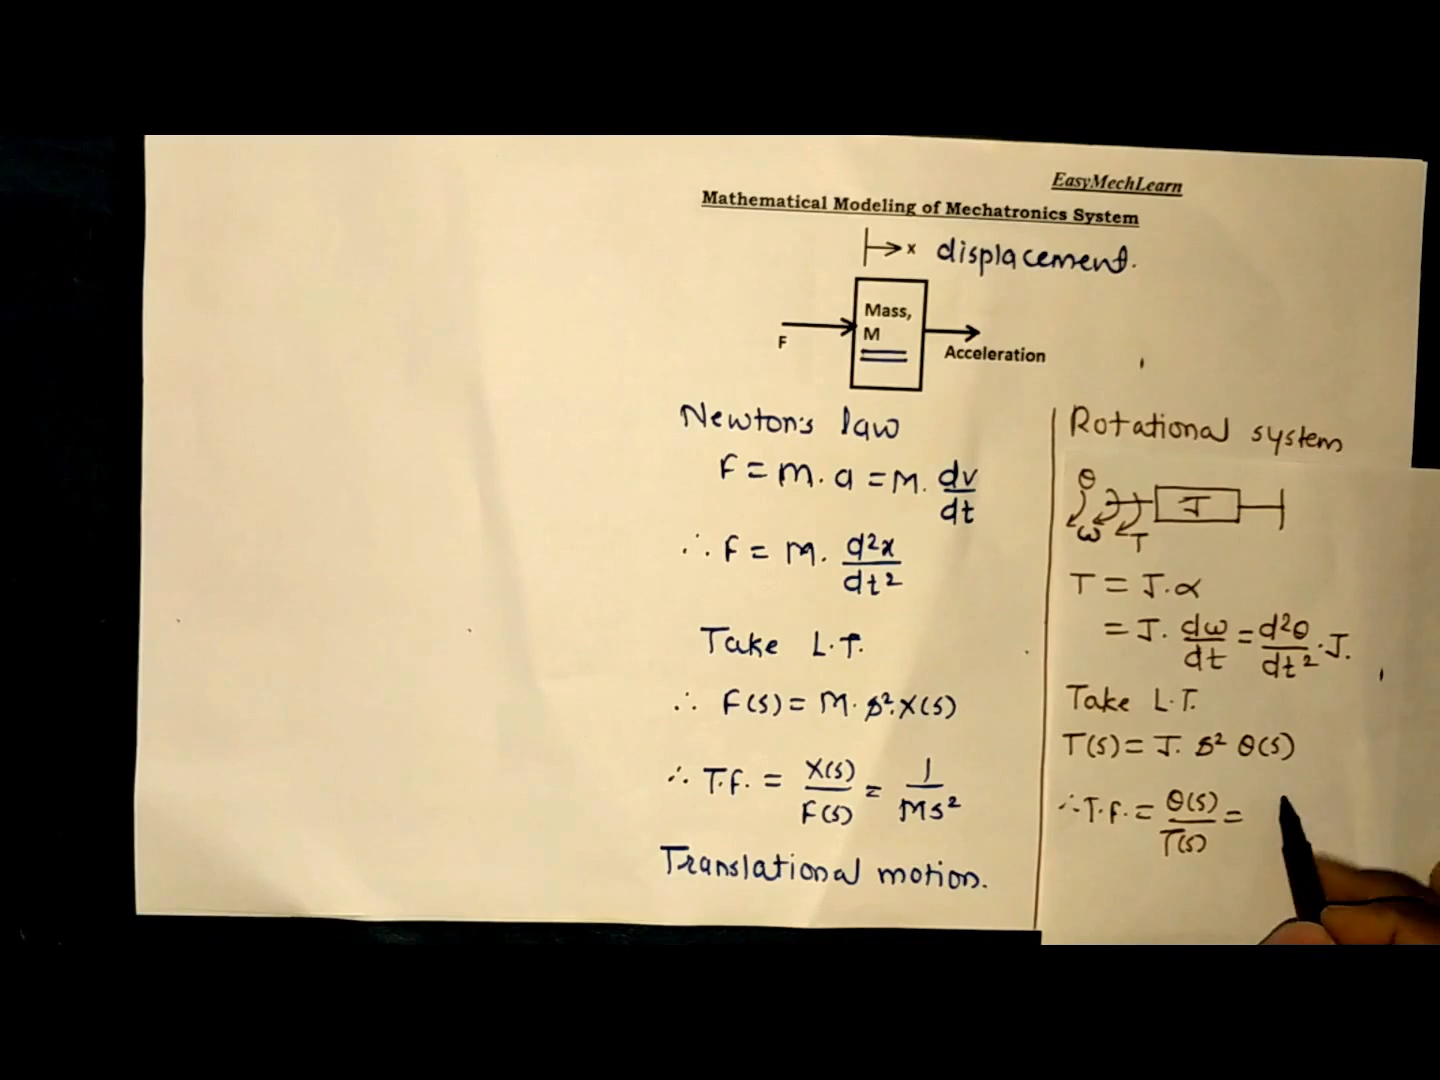 EasyMechLearn
Mathematical Modeling of Mechatronics System
x displacement.
Mass,
M
F
Acceleration
Newton's law
F = M. a = M. dv/dt
∴ F = M. d²x/dt²
Take L.T.
∴ F(s) = M. s². X(s)
∴ T.F. = X(s)/F(s) = 1/Ms²
Translational motion.
Rotational system
θ
J
ω
T
T = J.α
= J. dω/dt = d²θ/dt² . J.
Take L.T.
T(s) = J. s² θ(s)
∴ T.F. = θ(s)/T(s) =